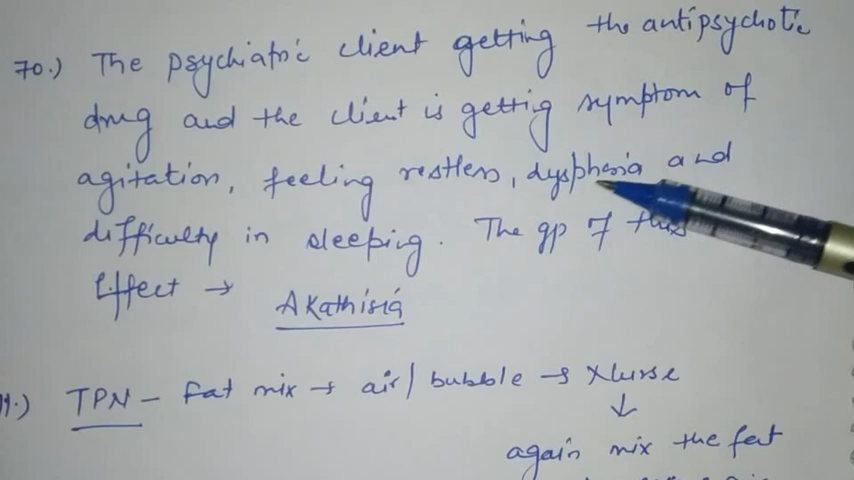 70.) The psychiatric client getting the antipsychotic
drug and the client is getting symptom of
agitation, feeling restless, dysphoria and
difficulty in sleeping. The gp 7 this
Effect → Akathisia
TPN - fat mix → air/bubble → Nurse
↓
again mix the fat